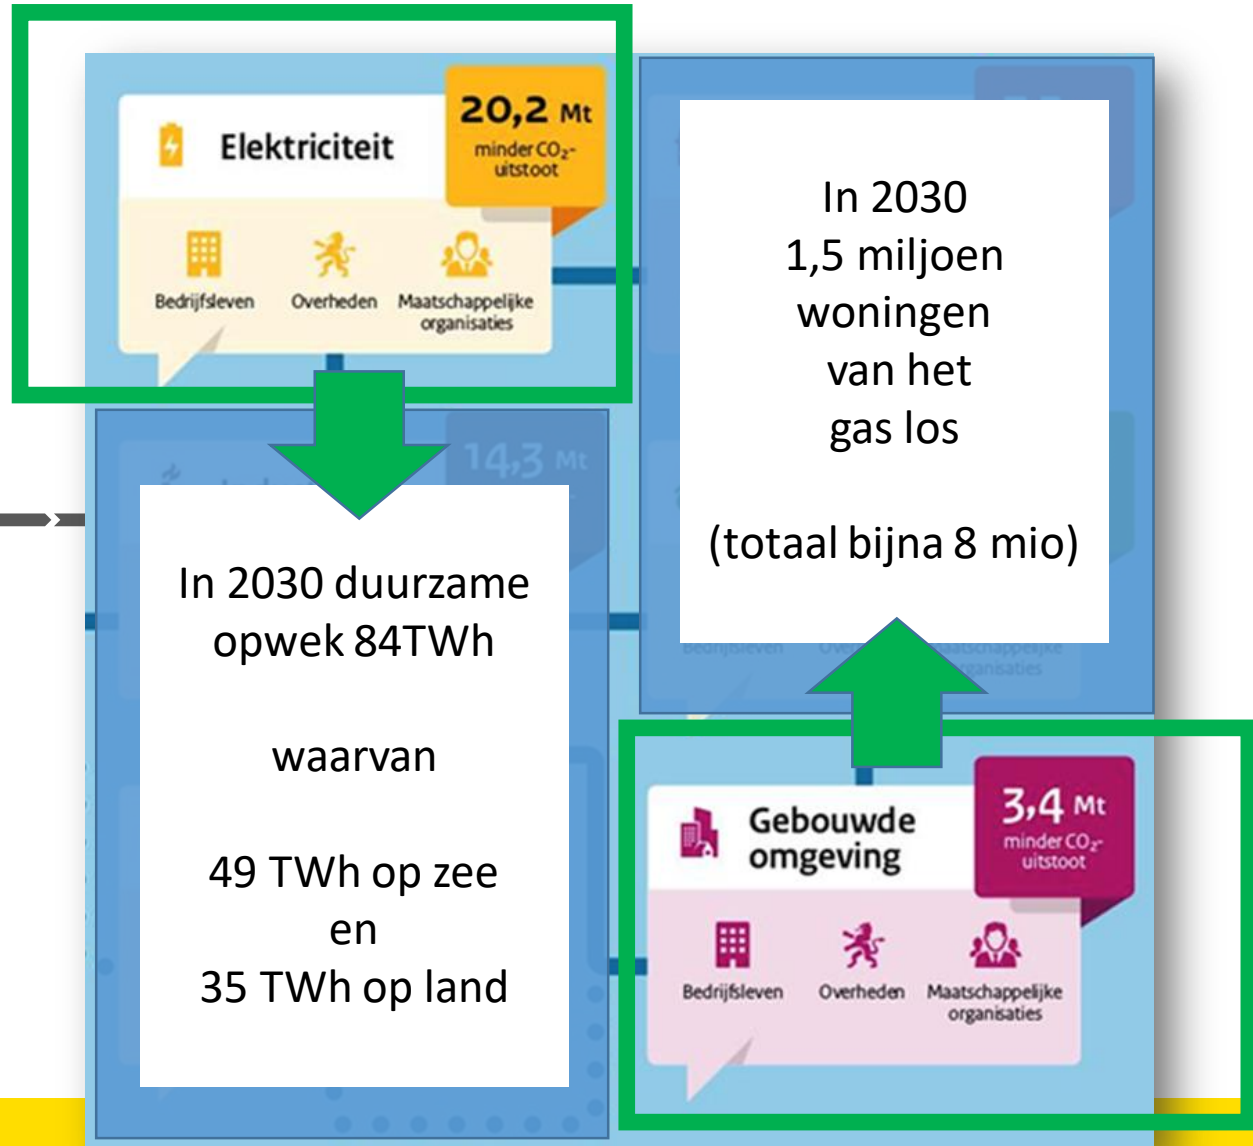 Elektriciteit
20,2 Mt
minder CO₂-
uitstoot
Bedrijfsleven
Overheden
Maatschappelijke
organisaties
In 2030
1,5 miljoen
woningen
van het
gas los
(totaal bijna 8 mio)
14,3 Mt
In 2030 duurzame
opwek 84TWh
waarvan
49 TWh op zee
en
35 TWh op land
Bedrijfsleven
Gebouwde
omgeving
3,4 Mt
minder CO₂-
uitstoot
Bedrijfsleven
Overheden
Maatschappelijke
organisaties